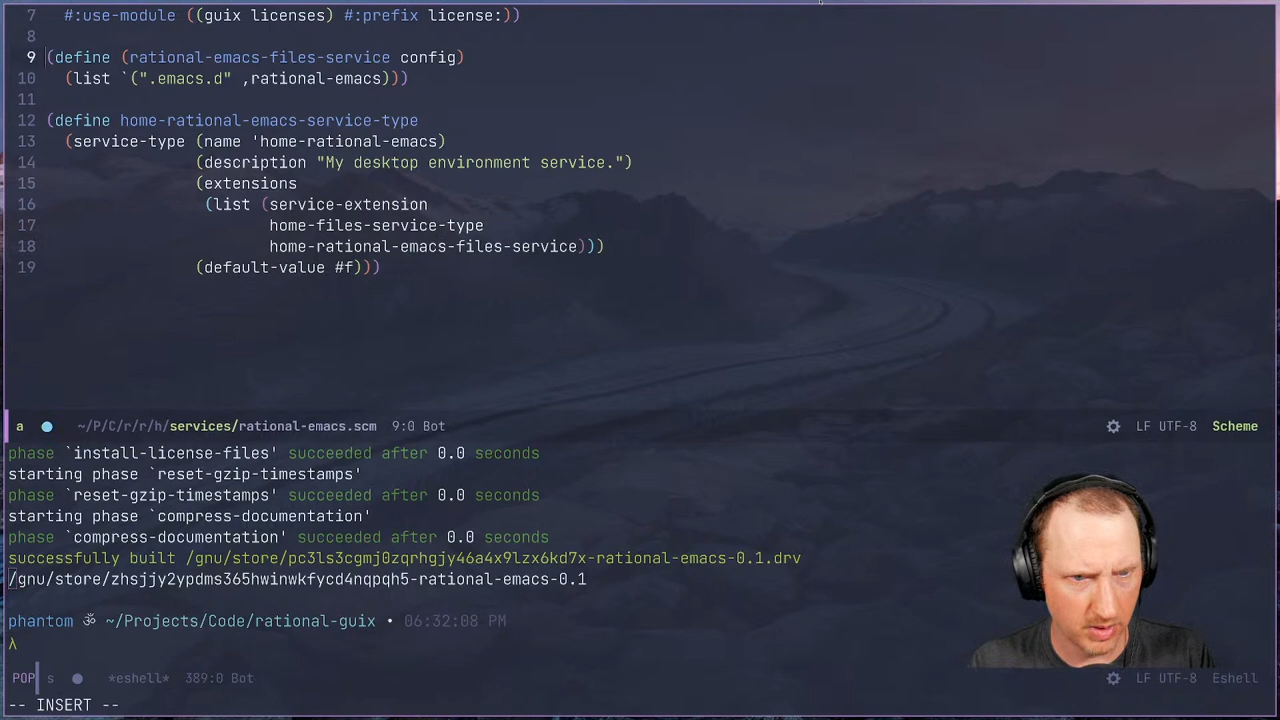 7 #:use-module ((guix licenses) #:prefix license:))
8
9 (define (rational-emacs-files-service config)
10 (list `(".emacs.d" ,rational-emacs)))
11
12 (define home-rational-emacs-service-type
13 (service-type (name 'home-rational-emacs)
14 (description "My desktop environment service.")
15 (extensions
16 (list (service-extension
17 home-files-service-type
18 home-rational-emacs-files-service)))
19 (default-value #f)))
a ~/P/C/r/r/h/services/rational-emacs.scm 9:0 Bot LF UTF-8 Scheme
phase `install-license-files' succeeded after 0.0 seconds
starting phase `reset-gzip-timestamps'
phase `reset-gzip-timestamps' succeeded after 0.0 seconds
starting phase `compress-documentation'
phase `compress-documentation' succeeded after 0.0 seconds
successfully built /gnu/store/pc3ls3cgmj0zqrhgjy46a4x9lzx6kd7x-rational-emacs-0.1.drv
/gnu/store/zhsjjy2ypdms365hwinwkfycd4nqpqh5-rational-emacs-0.1
phantom ॐ ~/Projects/Code/rational-guix • 06:32:08 PM
λ
POP s *eshell* 389:0 Bot LF UTF-8 Eshell
-- INSERT --